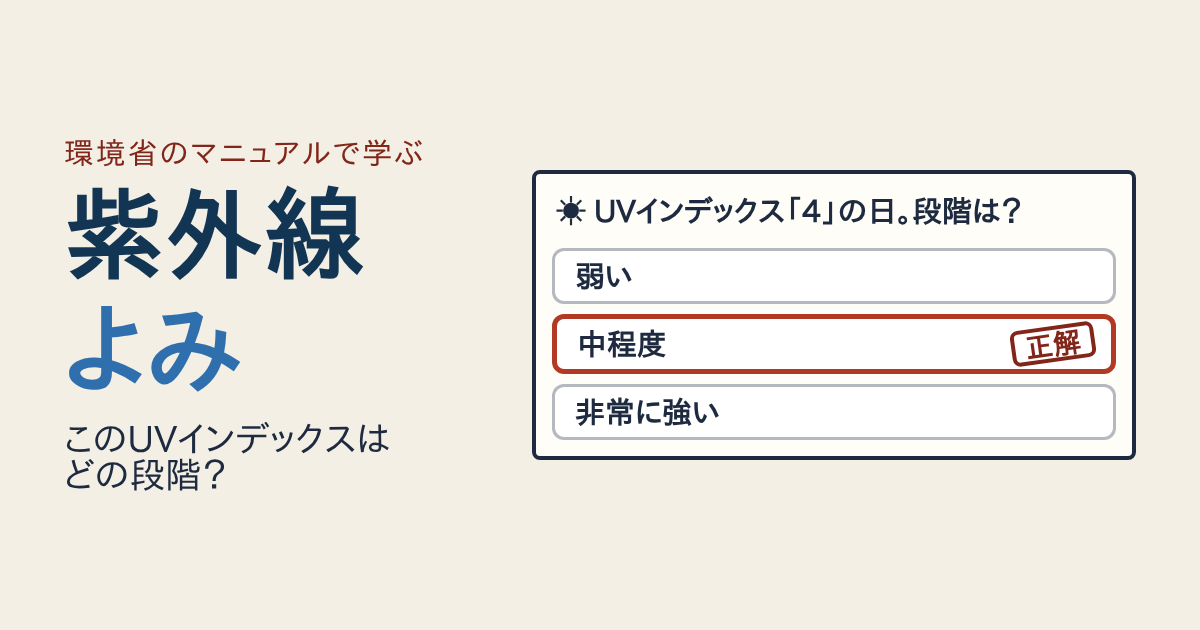 環境省のマニュアルで学ぶ
紫外線
よみ
このUVインデックスは
どの段階？
☀ UVインデックス「4」の日。段階は？
弱い
中程度
正解
非常に強い